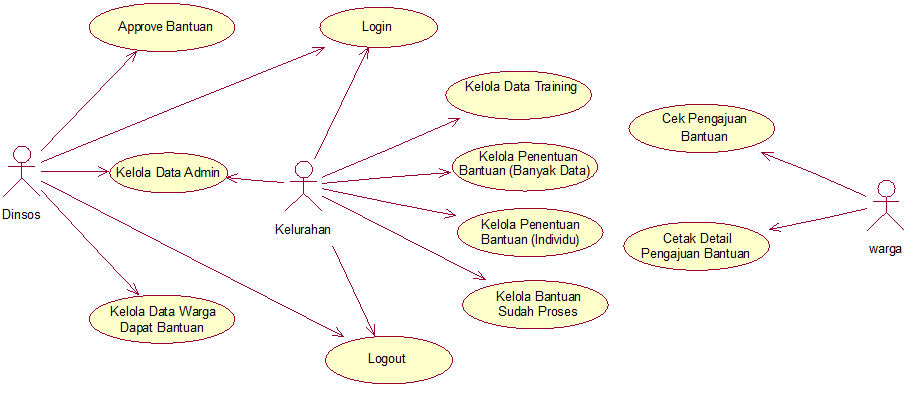 Approve Bantuan
Login
Kelola Data Training
Cek Pengajuan
Bantuan
Kelola Data Admin
Kelola Penentuan
Bantuan (Banyak Data)
Dinsos
Kelurahan
Kelola Penentuan
Bantuan (Individu)
Cetak Detail
Pengajuan Bantuan
warga
Kelola Data Warga
Dapat Bantuan
Kelola Bantuan
Sudah Proses
Logout